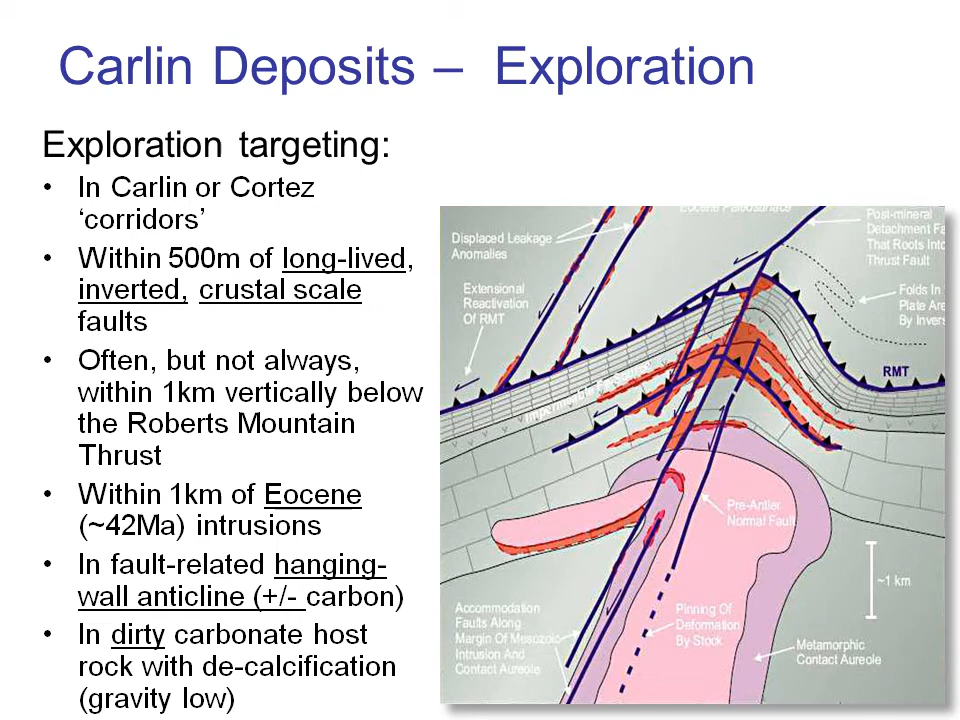 Carlin Deposits – Exploration
Exploration targeting:
• In Carlin or Cortez
‘corridors’
• Within 500m of long-lived,
inverted, crustal scale
faults
• Often, but not always,
within 1km vertically below
the Roberts Mountain
Thrust
• Within 1km of Eocene
(~42Ma) intrusions
• In fault-related hanging-
wall anticline (+/- carbon)
• In dirty carbonate host
rock with de-calcification
(gravity low)
Eocene Paleosurface
Displaced Leakage
Anomalies
Post-mineral
Detachment Fa
That Roots Into
Thrust Fault
Extensional
Reactivation
Of RMT
Folds In
Plate Are
By Invers
RMT
Pre-Antler
Normal Fault
~1 km
Accommodation
Faults Along
Margin Of Mesozoic
Intrusion And
Contact Aureole
Pinning Of
Deformation
By Stock
Metamorphic
Contact Aureole